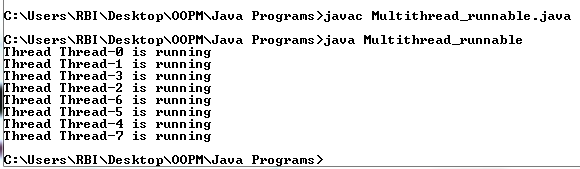 C:\Users\RBI\Desktop\OOPM\Java Programs>javac Multithread_runnable.java
C:\Users\RBI\Desktop\OOPM\Java Programs>java Multithread_runnable
Thread Thread-0 is running
Thread Thread-1 is running
Thread Thread-3 is running
Thread Thread-2 is running
Thread Thread-6 is running
Thread Thread-5 is running
Thread Thread-4 is running
Thread Thread-7 is running
C:\Users\RBI\Desktop\OOPM\Java Programs>